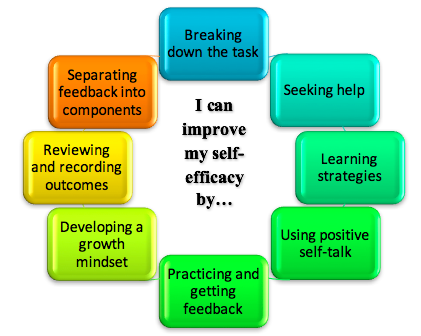 I can
improve
my self-
efficacy
by…
Breaking
down the task
Seeking help
Learning
strategies
Using positive
self-talk
Practicing and
getting
feedback
Developing a
growth
mindset
Reviewing
and recording
outcomes
Separating
feedback into
components